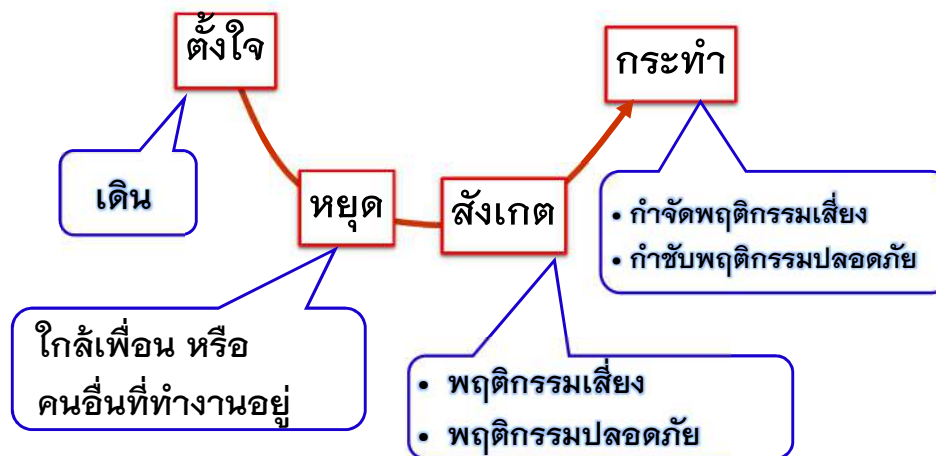 ตั้งใจ
เดิน
หยุด
ใกล้เพื่อน หรือ
คนอื่นที่ทำงานอยู่
สังเกต
• พฤติกรรมเสี่ยง
• พฤติกรรมปลอดภัย
กระทำ
• กำจัดพฤติกรรมเสี่ยง
• กำชับพฤติกรรมปลอดภัย